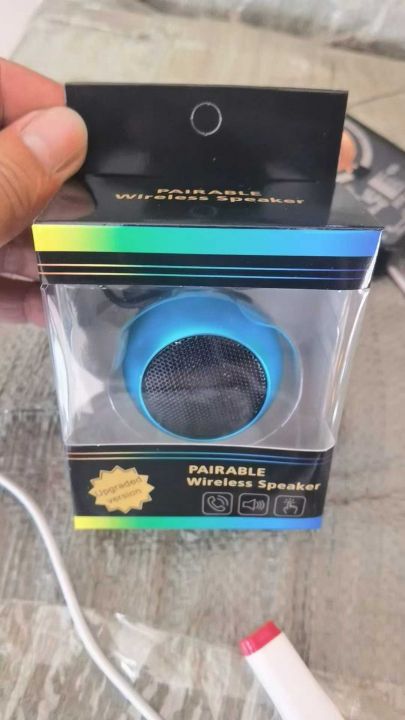 PAIRABLE
Wireless Speaker
PAIRABLE
Wireless Speaker
Upgraded
version